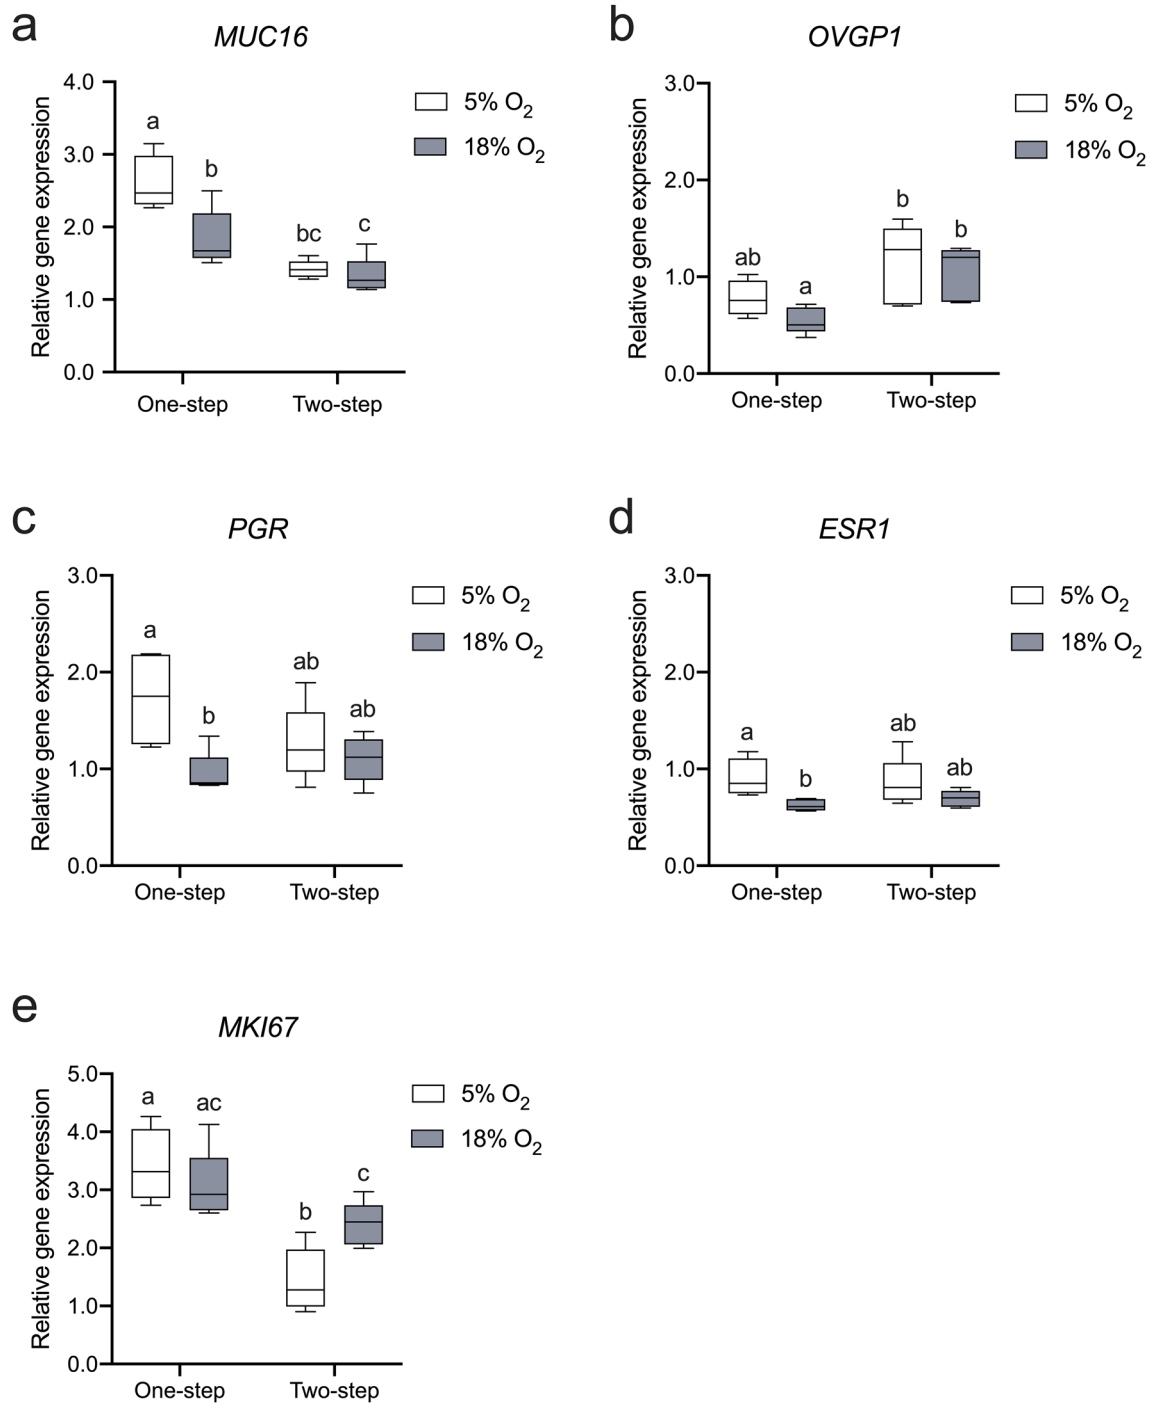 a
MUC16
4.0
3.0
2.0
1.0
0.0
Relative gene expression
a
b
bc
c
One-step
Two-step
5% O2
18% O2
b
OVGP1
3.0
2.0
1.0
0.0
Relative gene expression
ab
a
b
b
One-step
Two-step
5% O2
18% O2
c
PGR
3.0
2.0
1.0
0.0
Relative gene expression
a
b
ab
ab
One-step
Two-step
5% O2
18% O2
d
ESR1
3.0
2.0
1.0
0.0
Relative gene expression
a
b
ab
ab
One-step
Two-step
5% O2
18% O2
e
MKI67
5.0
4.0
3.0
2.0
1.0
0.0
Relative gene expression
a
ac
b
c
One-step
Two-step
5% O2
18% O2